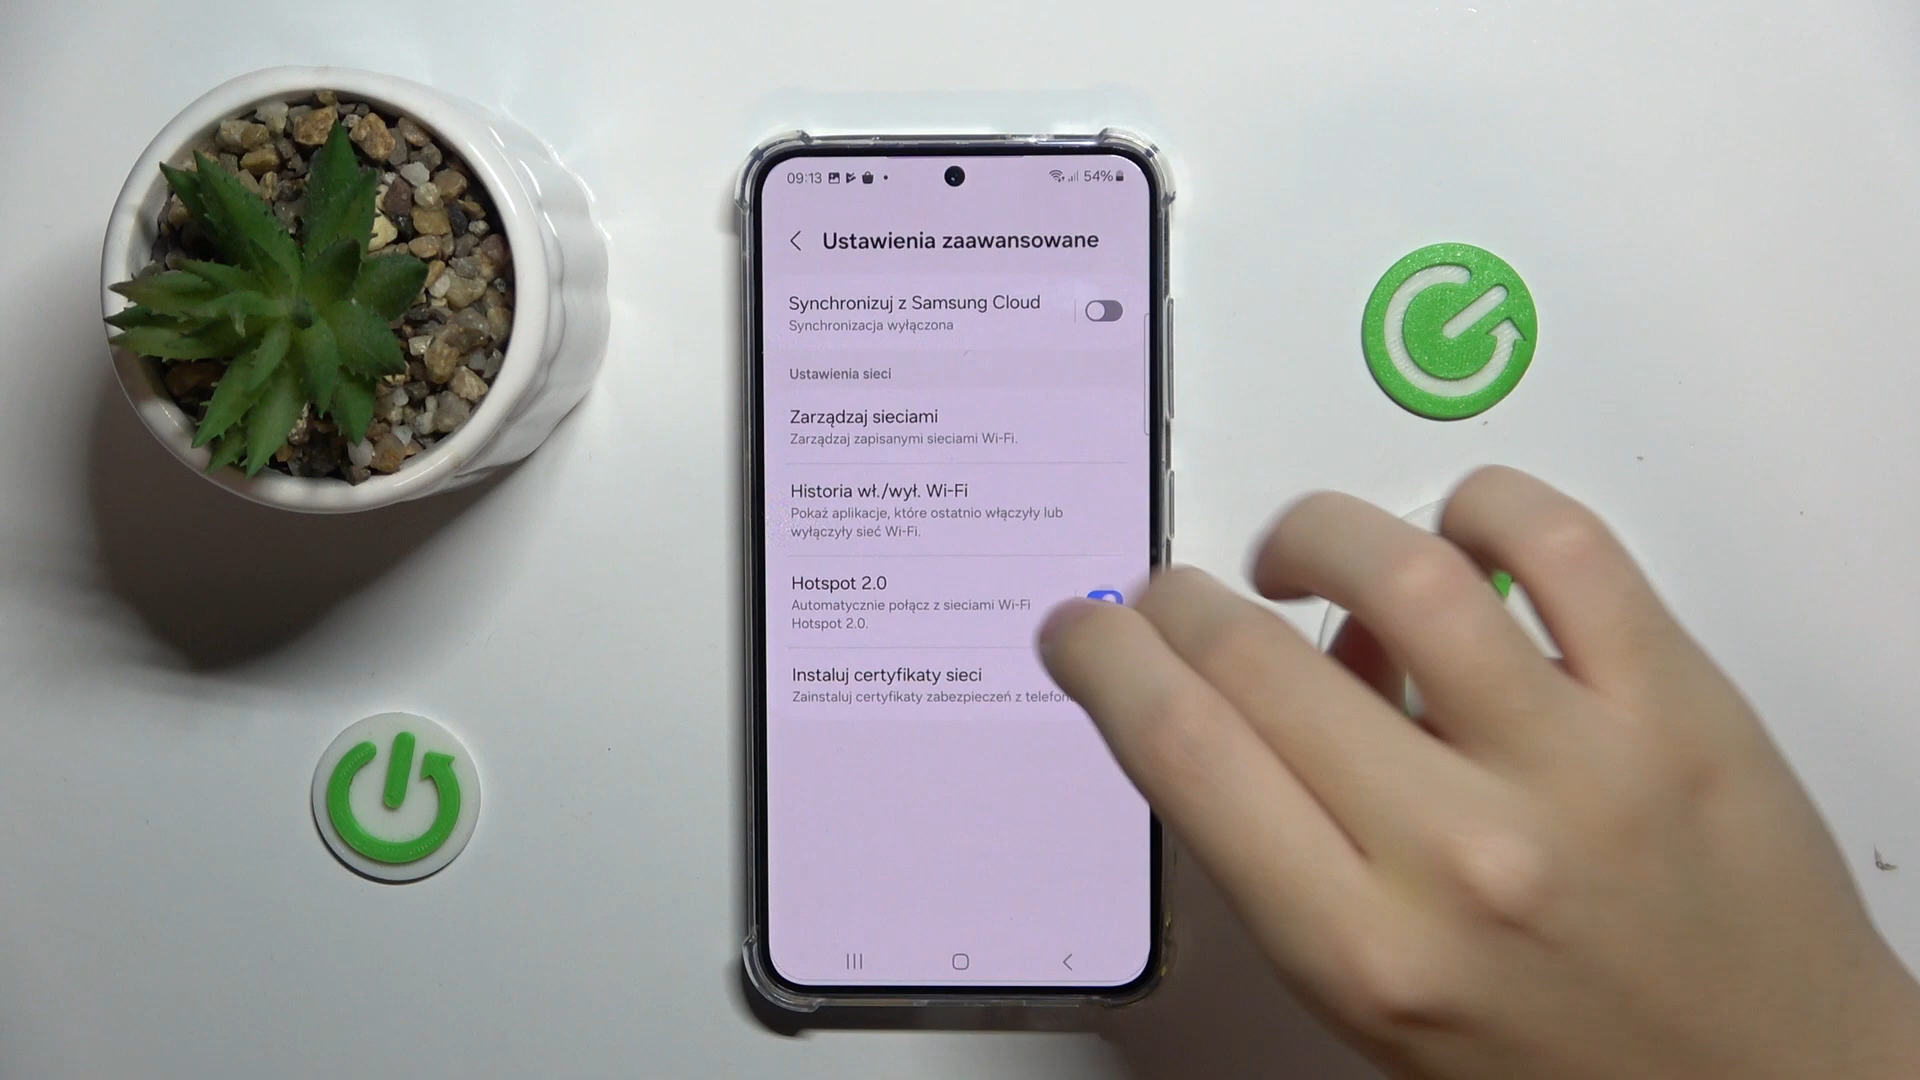 09:13
54%
Ustawienia zaawansowane
Synchronizuj z Samsung Cloud
Synchronizacja wyłączona
Ustawienia sieci
Zarządzaj sieciami
Zarządzaj zapisanymi sieciami Wi-Fi.
Historia wł./wył. Wi-Fi
Pokaż aplikacje, które ostatnio włączyły lub
wyłączyły sieć Wi-Fi.
Hotspot 2.0
Automatycznie połącz z sieciami Wi-Fi
Hotspot 2.0.
Instaluj certyfikaty sieci
Zainstaluj certyfikaty zabezpieczeń z